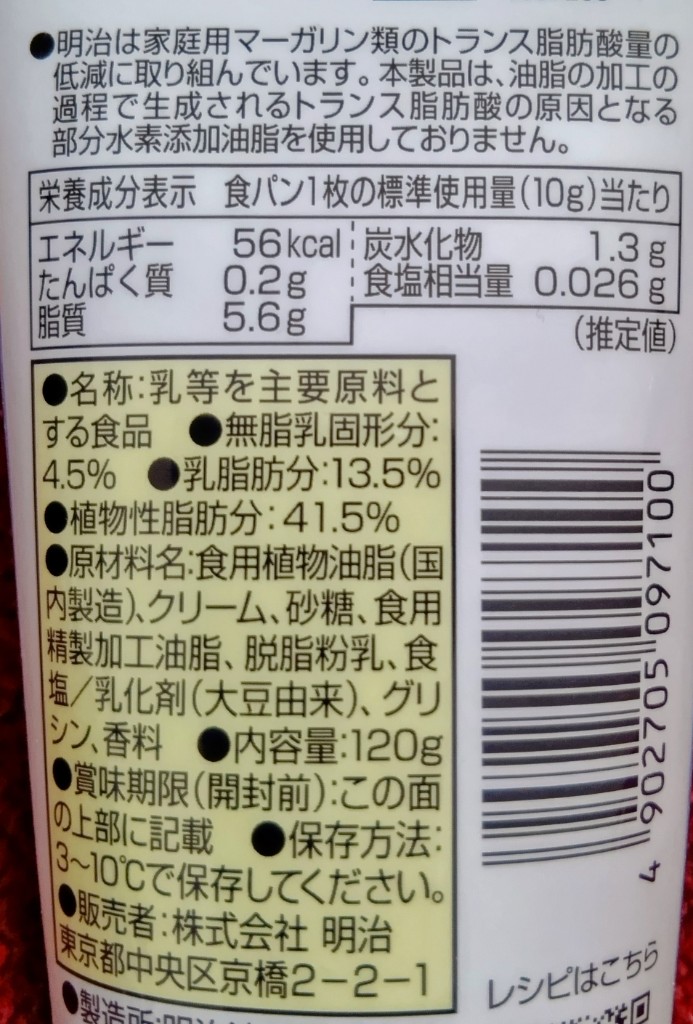 ●明治は家庭用マーガリン類のトランス脂肪酸量の
低減に取り組んでいます。本製品は、油脂の加工の
過程で生成されるトランス脂肪酸の原因となる
部分水素添加油脂を使用しておりません。
栄養成分表示 食パン1枚の標準使用量(10g)当たり
エネルギー 56kcal 炭水化物 1.3g
たんぱく質 0.2g 食塩相当量 0.026g
脂質 5.6g
(推定値)
●名称:乳等を主要原料と
する食品 ●無脂乳固形分:
4.5% ●乳脂肪分:13.5%
●植物性脂肪分:41.5%
●原材料名:食用植物油脂(国
内製造)、クリーム、砂糖、食用
精製加工油脂、脱脂粉乳、食
塩/乳化剤(大豆由来)、グリ
シン、香料 ●内容量:120g
●賞味期限(開封前):この面
の上部に記載 ●保存方法:
3~10℃で保存してください。
●販売者:株式会社 明治
東京都中央区京橋2-2-1
●製造所:明治
4 902705 097100
レシピはこちら